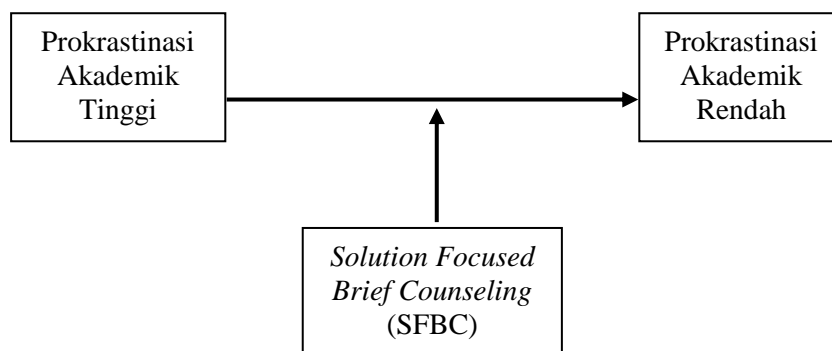 Prokrastinasi
Akademik
Tinggi
Prokrastinasi
Akademik
Rendah
Solution Focused
Brief Counseling
(SFBC)